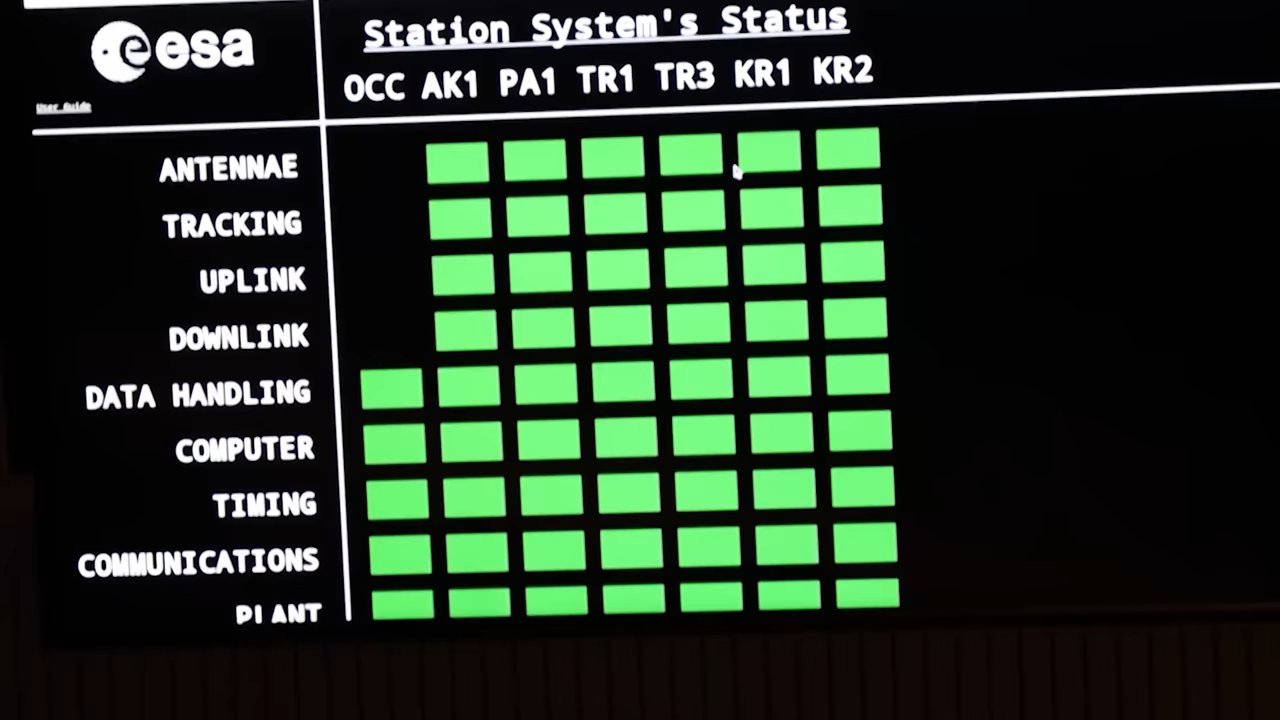 esa
Station System's Status
User Guide
OCC AK1 PA1 TR1 TR3 KR1 KR2
ANTENNAE
TRACKING
UPLINK
DOWNLINK
DATA HANDLING
COMPUTER
TIMING
COMMUNICATIONS
PLANT